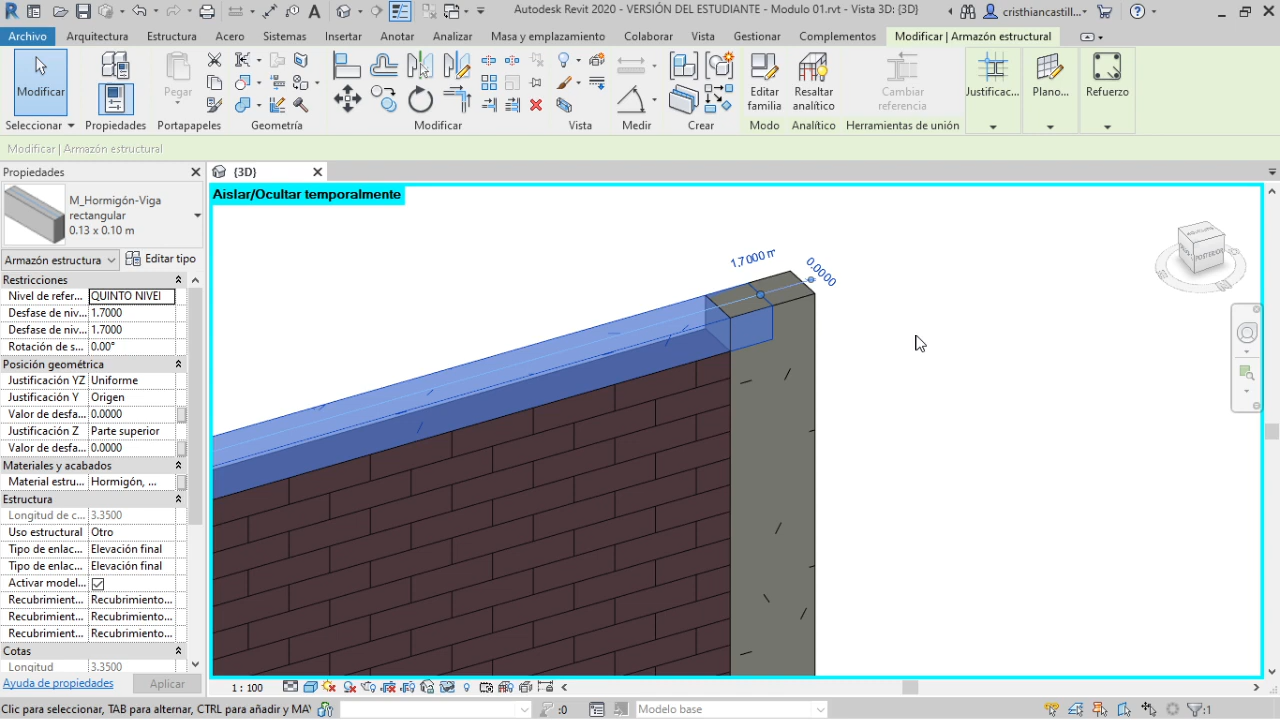 Autodesk Revit 2020 - VERSIÓN DEL ESTUDIANTE - Modulo 01.rvt - Vista 3D: {3D}
cristhiancastill...
Archivo Arquitectura Estructura Acero Sistemas Insertar Anotar Analizar Masa y emplazamiento Colaborar Vista Gestionar Complementos Modificar | Armazón estructural
Modificar
Pegar
Editar familia
Resaltar analítico
Cambiar referencia
Justificac...
Plano...
Refuerzo
Seleccionar Propiedades Portapapeles Geometría Modificar Vista Medir Crear Modo Analítico Herramientas de unión
Modificar | Armazón estructural
Propiedades
{3D}
Aislar/Ocultar temporalmente
M_Hormigón-Viga
rectangular
0.13 x 0.10 m
Armazón estructura
Editar tipo
Restricciones
Nivel de refer... QUINTO NIVEl
Desfase de niv... 1.7000
Desfase de niv... 1.7000
Rotación de s... 0.00°
Posición geométrica
Justificación YZ Uniforme
Justificación Y Origen
Valor de desfa... 0.0000
Justificación Z Parte superior
Valor de desfa... 0.0000
Materiales y acabados
Material estru... Hormigón, ...
Estructura
Longitud de c... 3.3500
Uso estructural Otro
Tipo de enlac... Elevación final
Tipo de enlac... Elevación final
Activar model...
Recubrimient... Recubrimiento...
Recubrimient... Recubrimiento...
Recubrimient... Recubrimiento...
Cotas
Longitud 3.3500
Ayuda de propiedades
Aplicar
1.7000 m
0.0000
1 : 100
Clic para seleccionar, TAB para alternar, CTRL para añadir y MAY
:0
Modelo base
:1